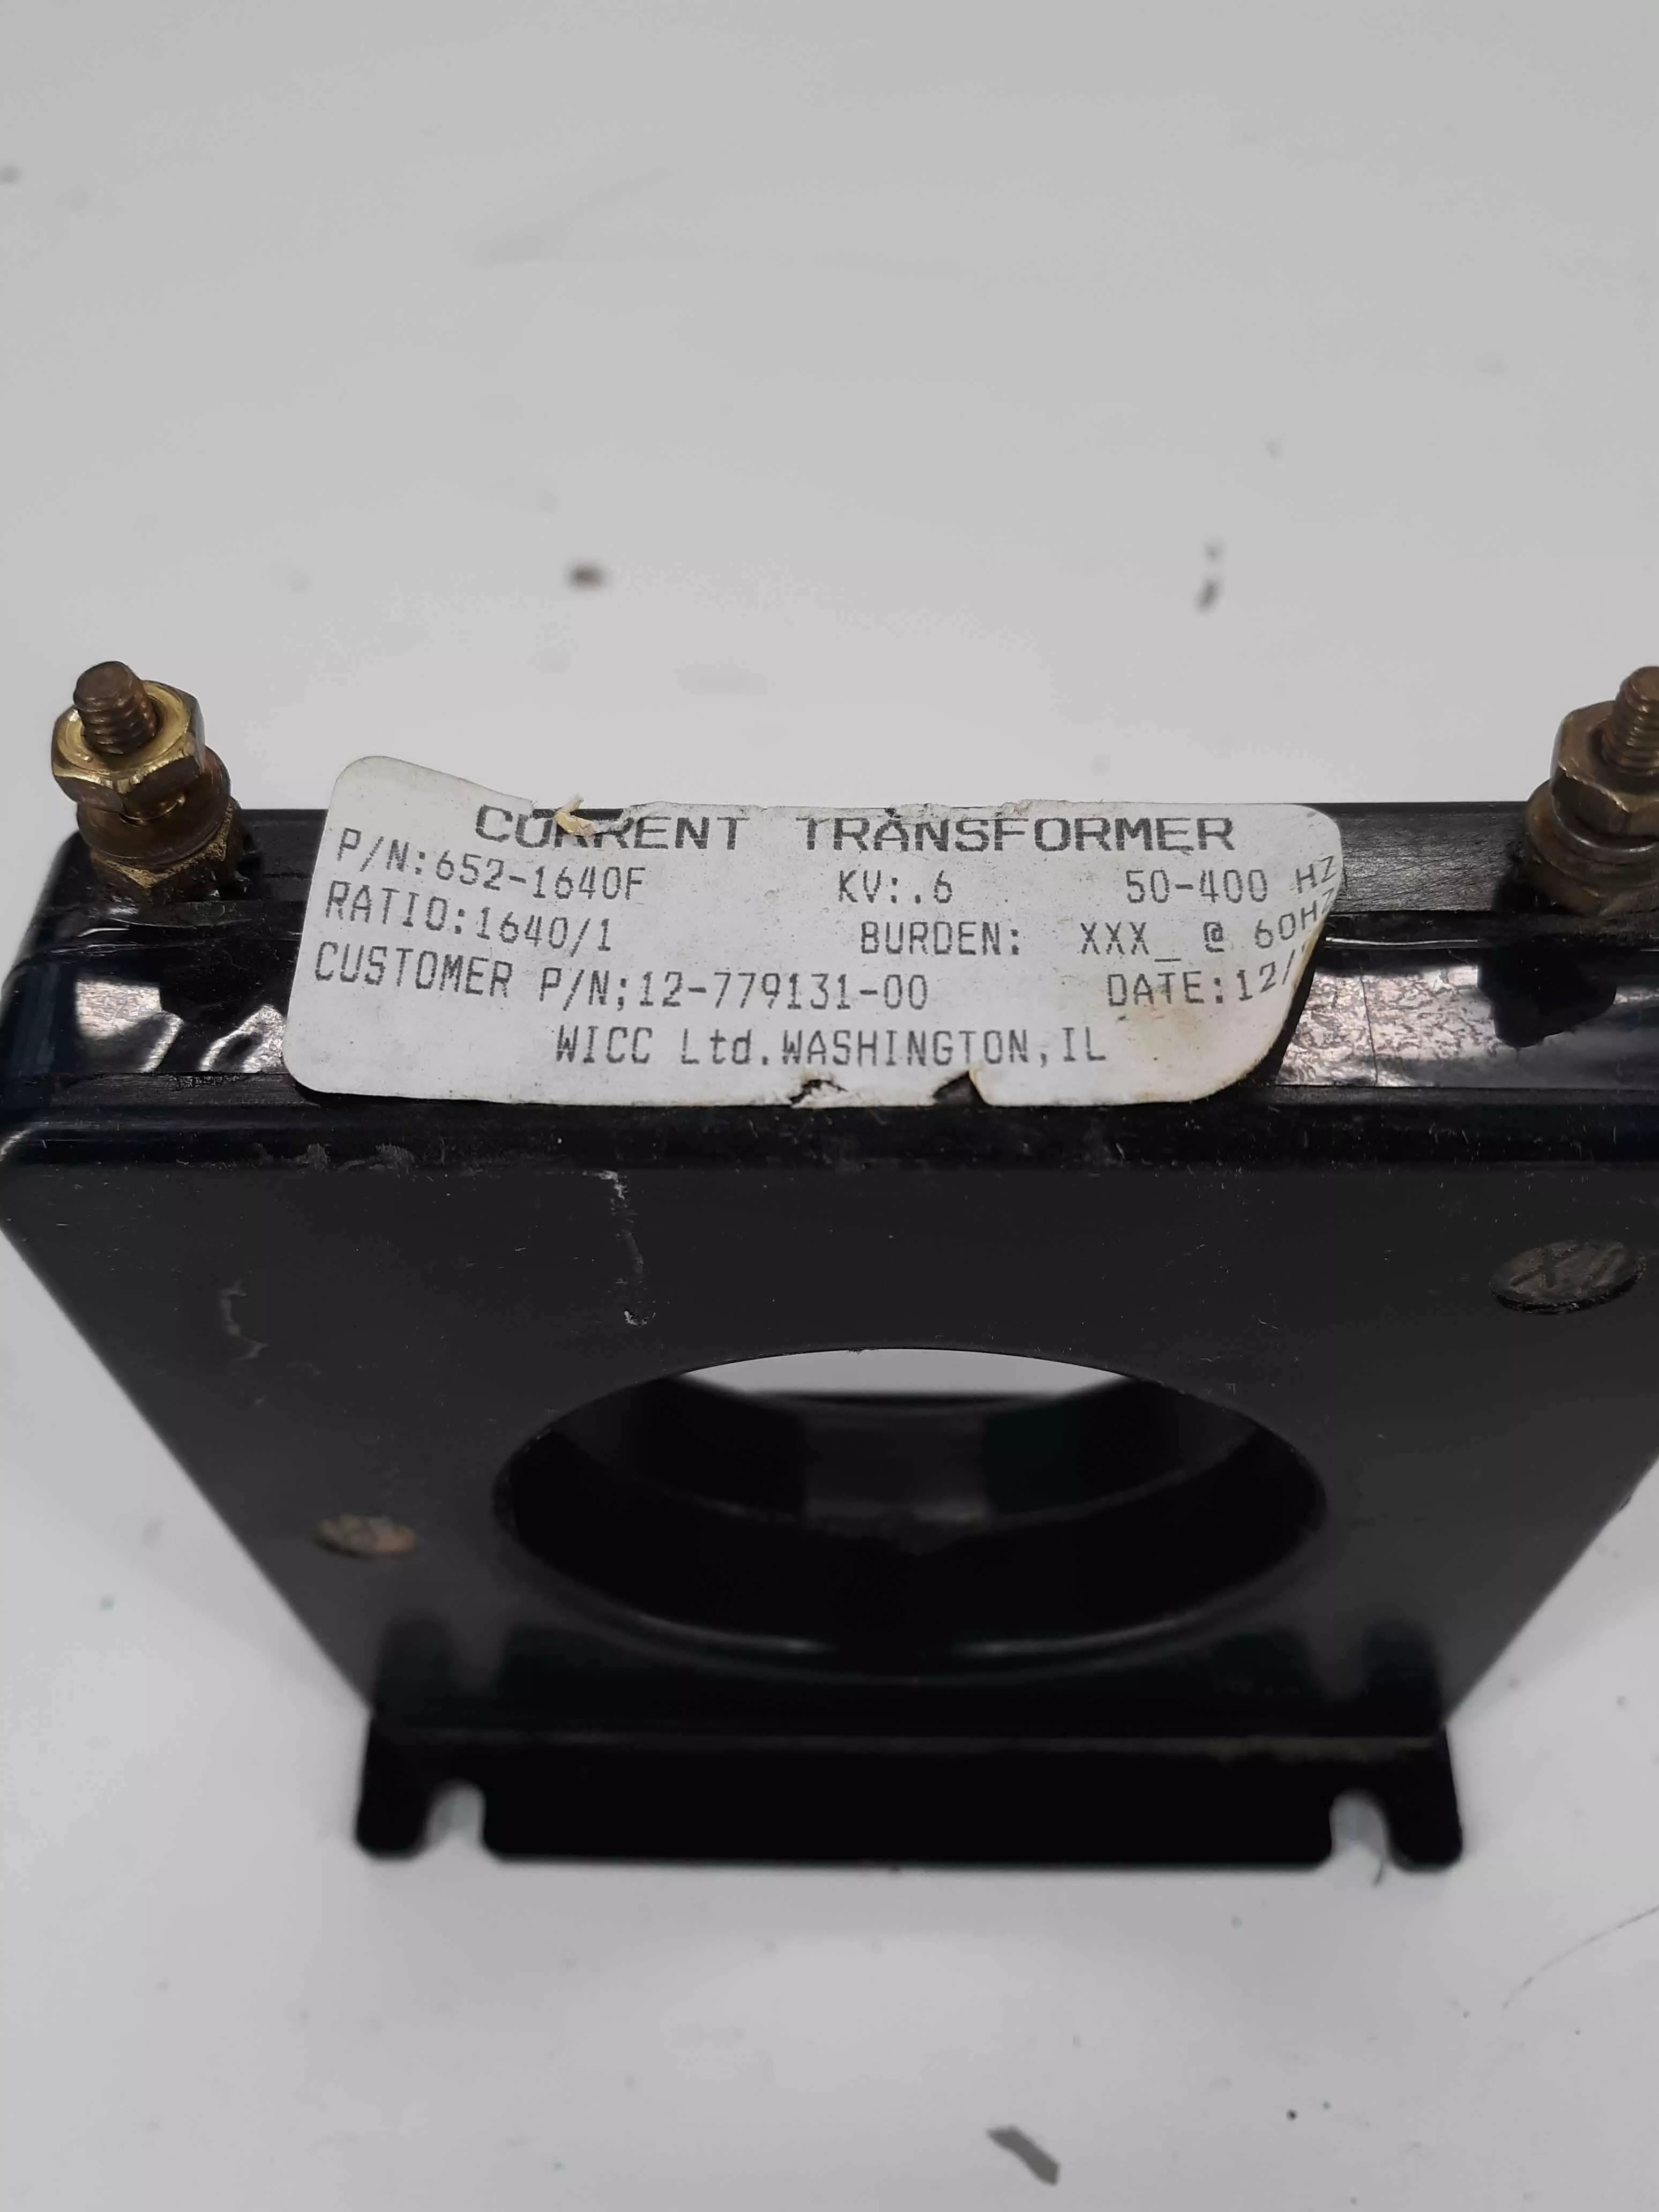 CURRENT TRANSFORMER
P/N:652-1640F KV:.6 50-400 HZ
RATIO:1640/1 BURDEN: XXX_ @ 60HZ
CUSTOMER P/N;12-779131-00 DATE:12/
WICC Ltd.WASHINGTON,IL
X1